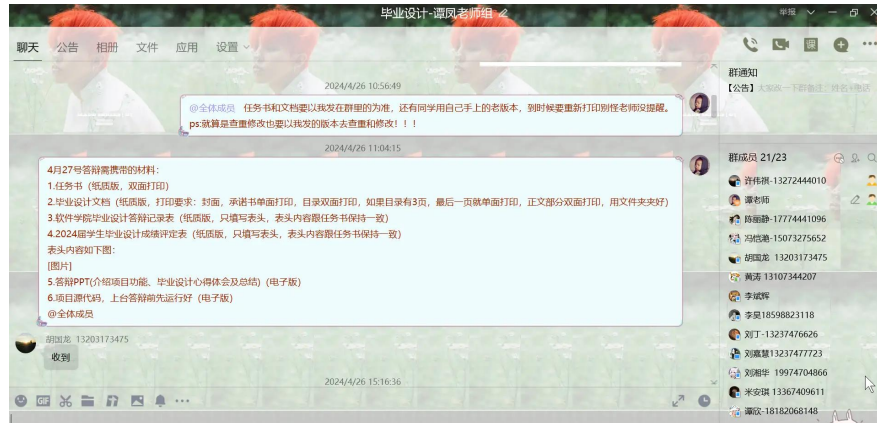 毕业设计-谭凤老师组
举报
聊天 公告 相册 文件 应用 设置
2024/4/26 10:56:49
@全体成员 任务书和文档要以我发在群里的为准，还有同学用自己手上的老版本，到时候要重新打印别怪老师没提醒。
ps:就算是查重修改也要以我发的版本去查重和修改！！！
2024/4/26 11:04:15
4月27号答辩需携带的材料：
1.任务书（纸质版，双面打印）
2.毕业设计文档（纸质版，打印要求：封面，承诺书单面打印，目录双面打印，如果目录有3页，最后一页就单面打印，正文部分双面打印，用文件夹夹好）
3.软件学院毕业设计答辩记录表（纸质版，只填写表头，表头内容跟任务书保持一致）
4.2024届学生毕业设计成绩评定表（纸质版，只填写表头，表头内容跟任务书保持一致）
表头内容如下图：
[图片]
5.答辩PPT(介绍项目功能、毕业设计心得体会及总结)（电子版）
6.项目源代码，上台答辩前先运行好（电子版）
@全体成员
胡国龙 13203173475
收到
2024/4/26 15:16:36
群通知
【公告】大家改一下群备注：姓名+电话
群成员 21/23
许伟祺-13272444010
谭老师
陈丽静-17774441096
冯恺滟-15073275652
胡国龙 13203173475
黄涛 13107344207
李斌辉
李昊18598823118
刘丁-13237476626
刘嘉慧13237477723
刘湘华 19974704866
米安琪 13367409611
谭欣-18182068148